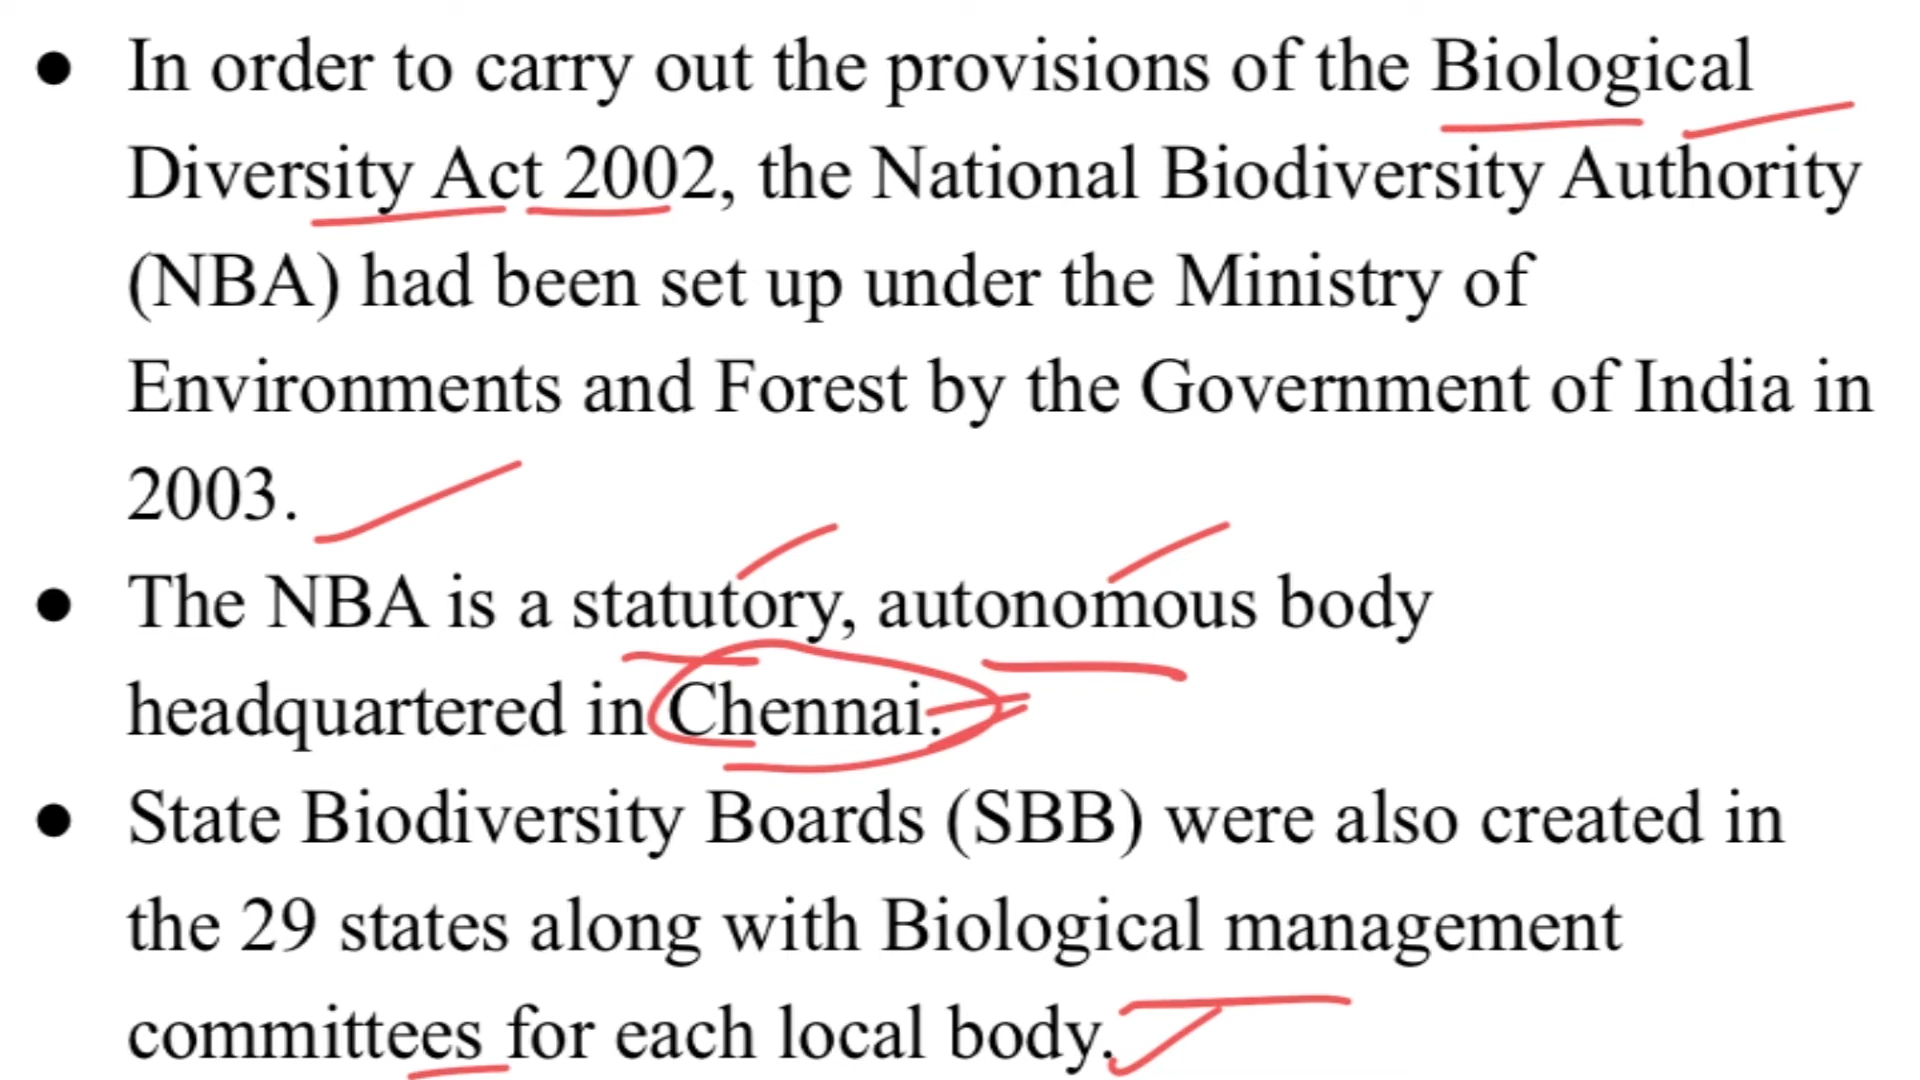 ● In order to carry out the provisions of the Biological
Diversity Act 2002, the National Biodiversity Authority
(NBA) had been set up under the Ministry of
Environments and Forest by the Government of India in
2003.
● The NBA is a statutory, autonomous body
headquartered in Chennai.
● State Biodiversity Boards (SBB) were also created in
the 29 states along with Biological management
committees for each local body.